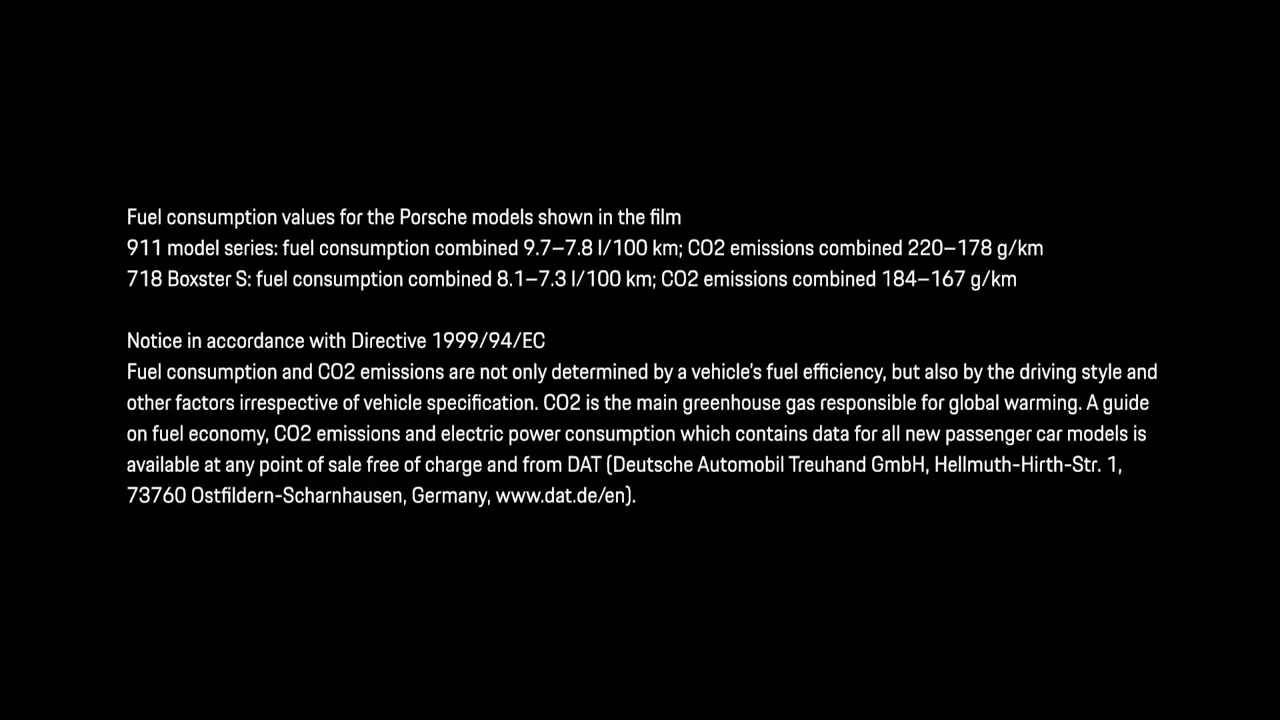 Fuel consumption values for the Porsche models shown in the film
911 model series: fuel consumption combined 9.7–7.8 l/100 km; CO2 emissions combined 220–178 g/km
718 Boxster S: fuel consumption combined 8.1–7.3 l/100 km; CO2 emissions combined 184–167 g/km
Notice in accordance with Directive 1999/94/EC
Fuel consumption and CO2 emissions are not only determined by a vehicle's fuel efficiency, but also by the driving style and
other factors irrespective of vehicle specification. CO2 is the main greenhouse gas responsible for global warming. A guide
on fuel economy, CO2 emissions and electric power consumption which contains data for all new passenger car models is
available at any point of sale free of charge and from DAT (Deutsche Automobil Treuhand GmbH, Hellmuth-Hirth-Str. 1,
73760 Ostfildern-Scharnhausen, Germany, www.dat.de/en).